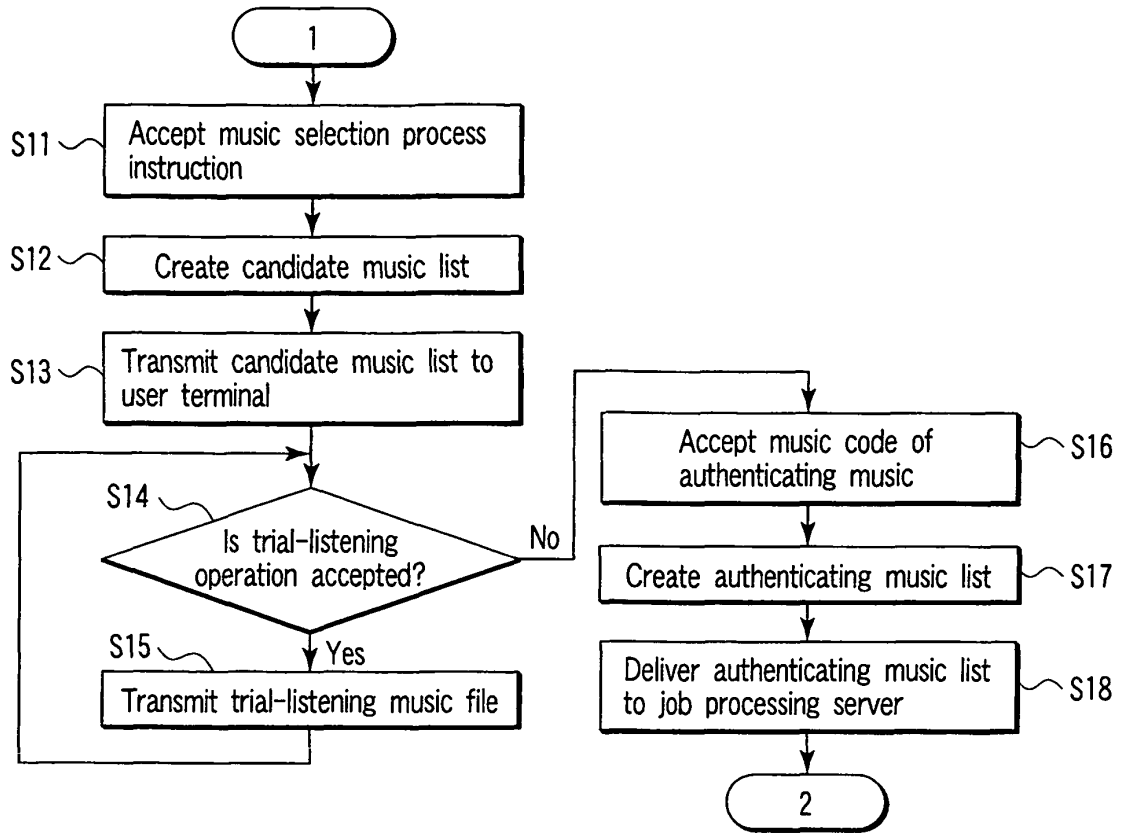 1
S11
Accept music selection process
instruction
S12
Create candidate music list
S13
Transmit candidate music list to
user terminal
S14
Is trial-listening
operation accepted?
No
Yes
S15
Transmit trial-listening music file
Accept music code of
authenticating music
S16
Create authenticating music list
S17
Deliver authenticating music list
to job processing server
S18
2